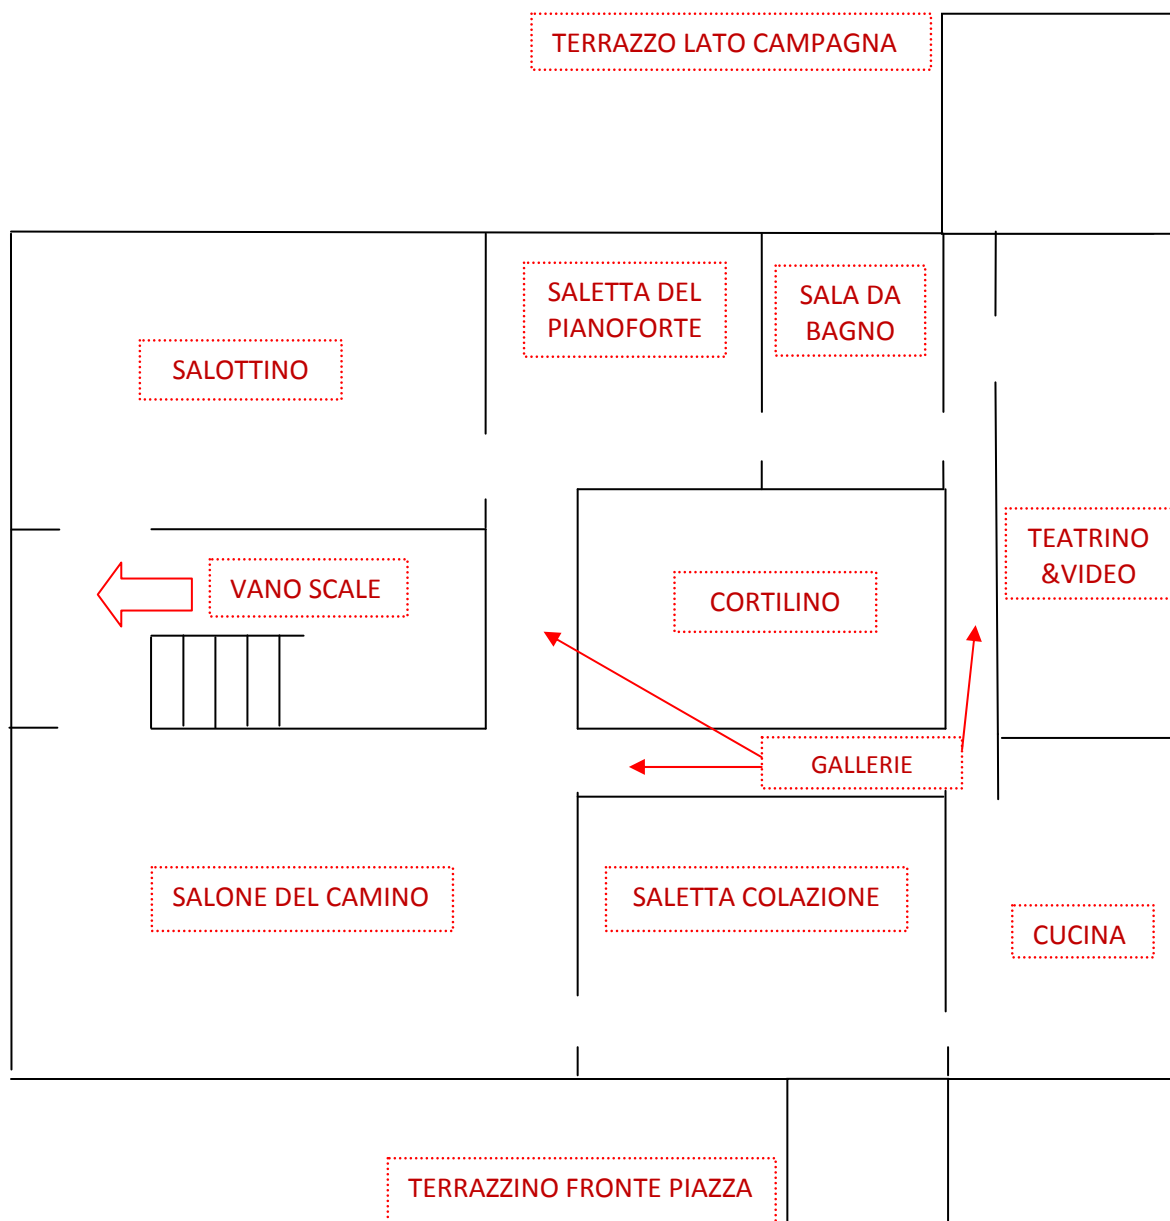 TERRAZZO LATO CAMPAGNA
SALETTA DEL
PIANOFORTE
SALA DA
BAGNO
SALOTTINO
TEATRINO
&VIDEO
VANO SCALE
CORTILINO
GALLERIE
SALONE DEL CAMINO
SALETTA COLAZIONE
CUCINA
TERRAZZINO FRONTE PIAZZA